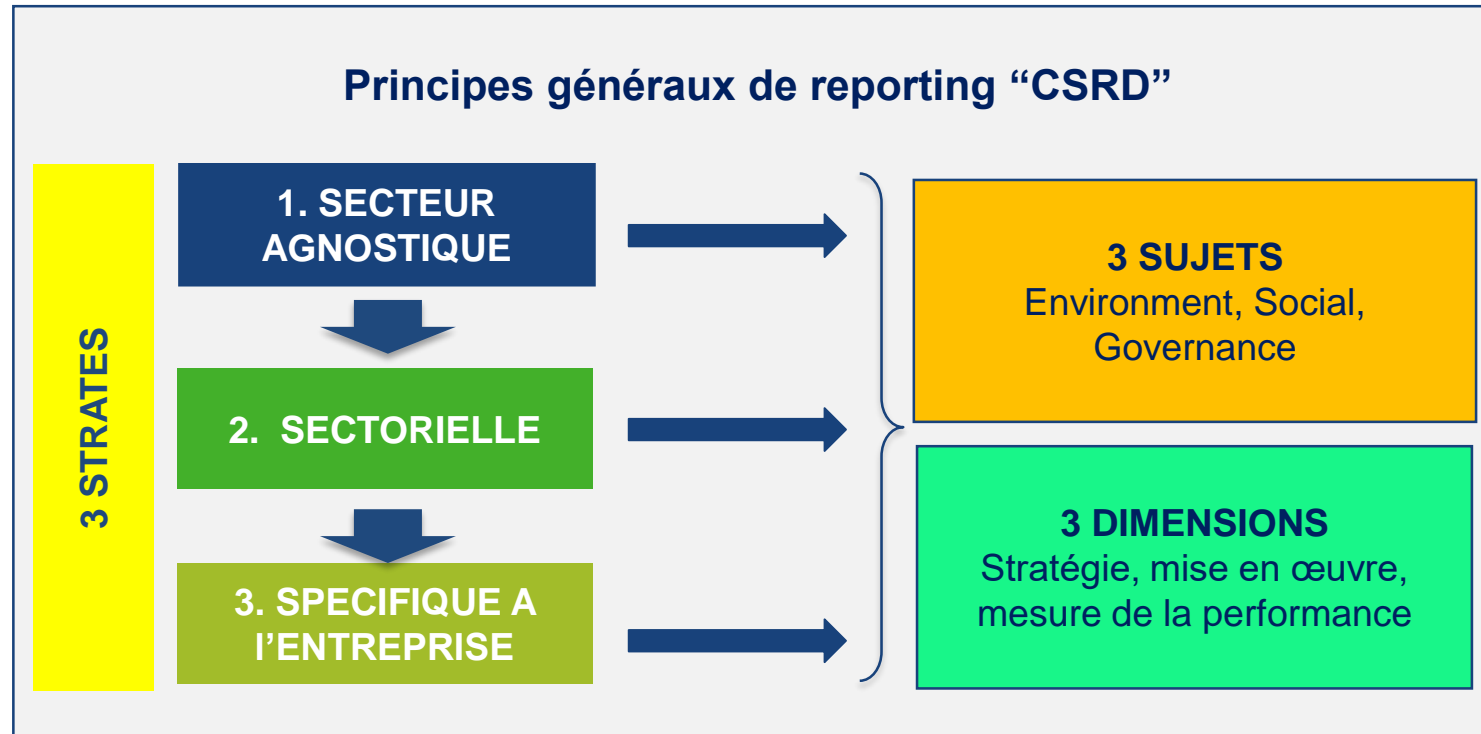 Principes généraux de reporting “CSRD”
3 STRATES
1. SECTEUR
AGNOSTIQUE
2. SECTORIELLE
3. SPECIFIQUE A
l’ENTREPRISE
3 SUJETS
Environment, Social,
Governance
3 DIMENSIONS
Stratégie, mise en œuvre,
mesure de la performance